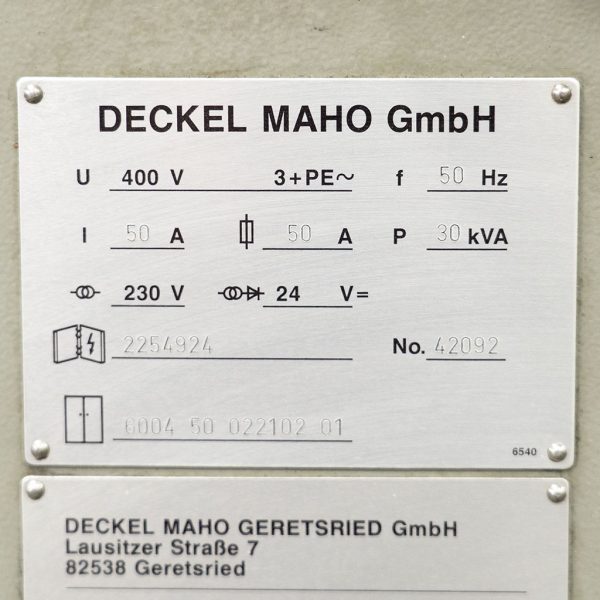 DECKEL MAHO GmbH
U 400 V 3+PE~ f 50 Hz
I 50 A 50 A P 30 kVA
230 V 24 V=
2254924 No. 42092
6004 50 022102 01
6540
DECKEL MAHO GERETSRIED GmbH
Lausitzer Straße 7
82538 Geretsried